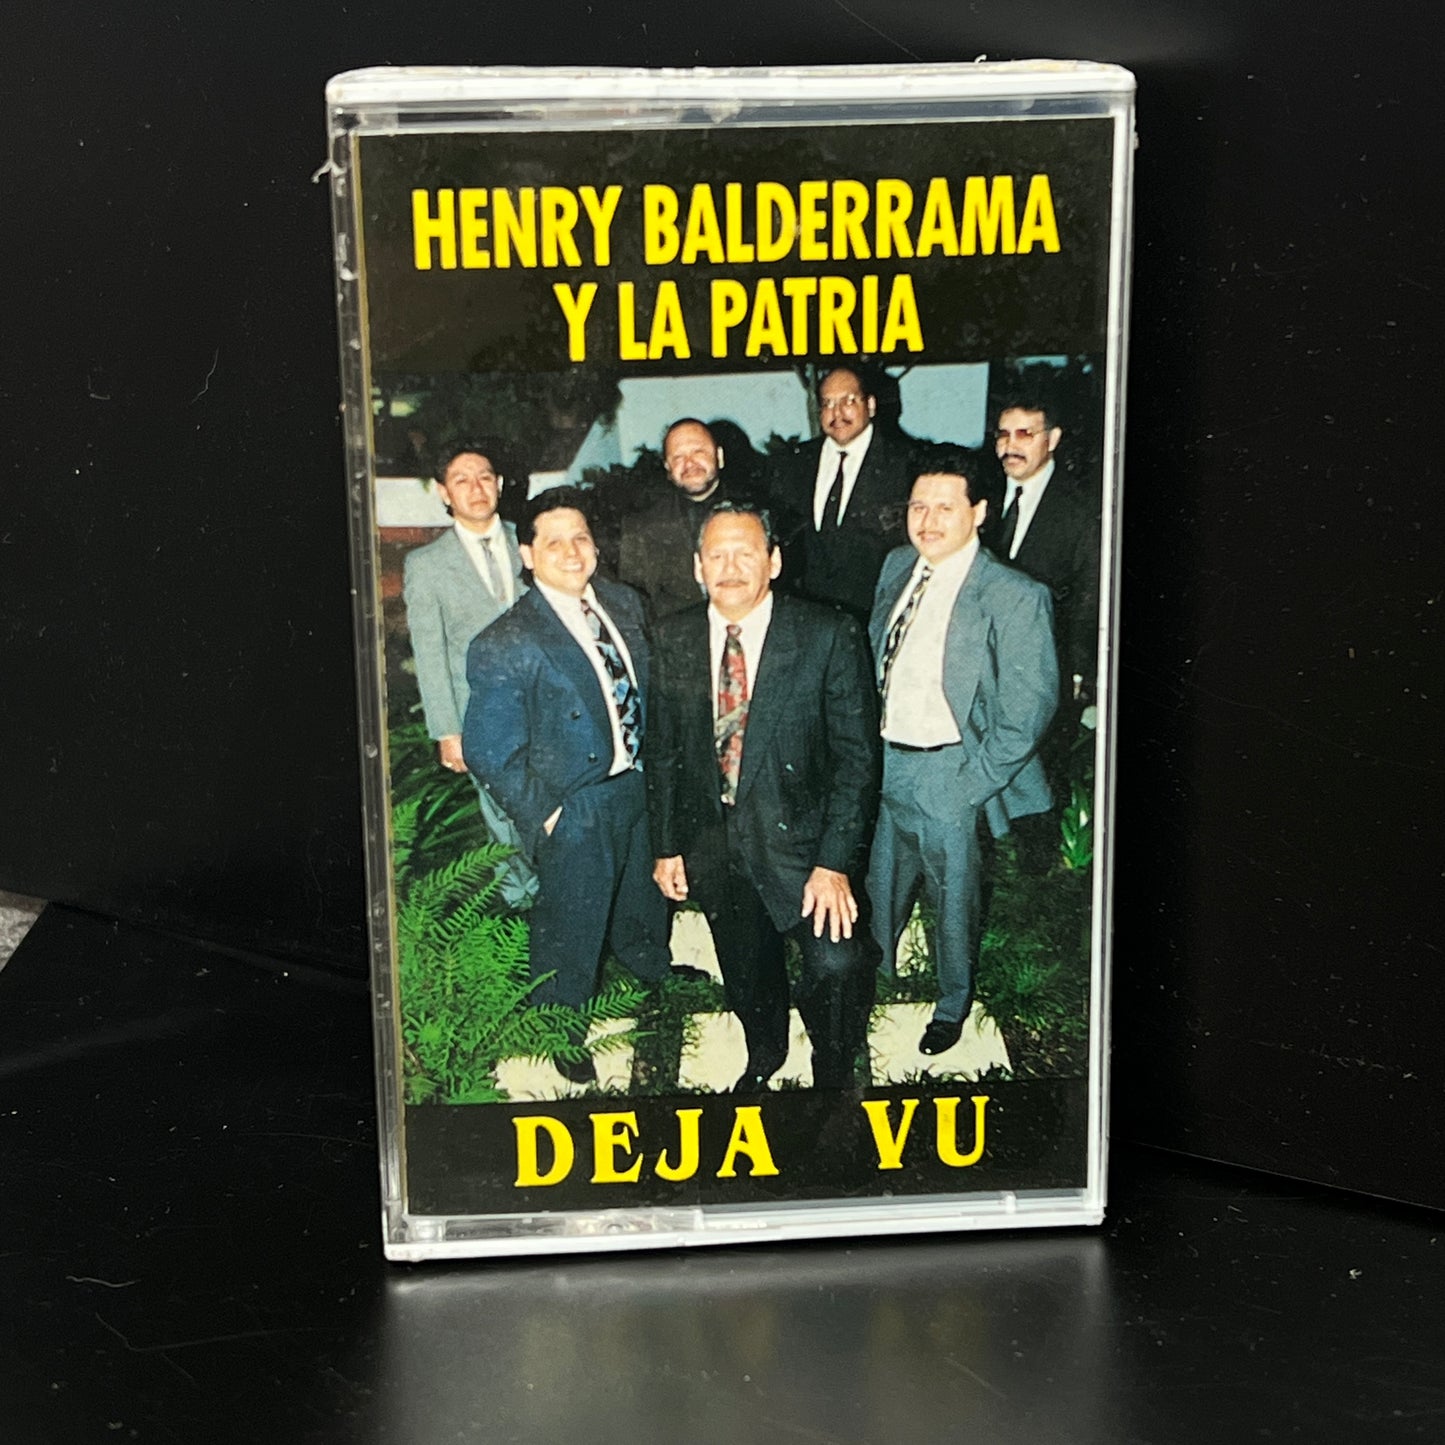 HENRY BALDERRAMA
Y LA PATRIA
DEJA VU